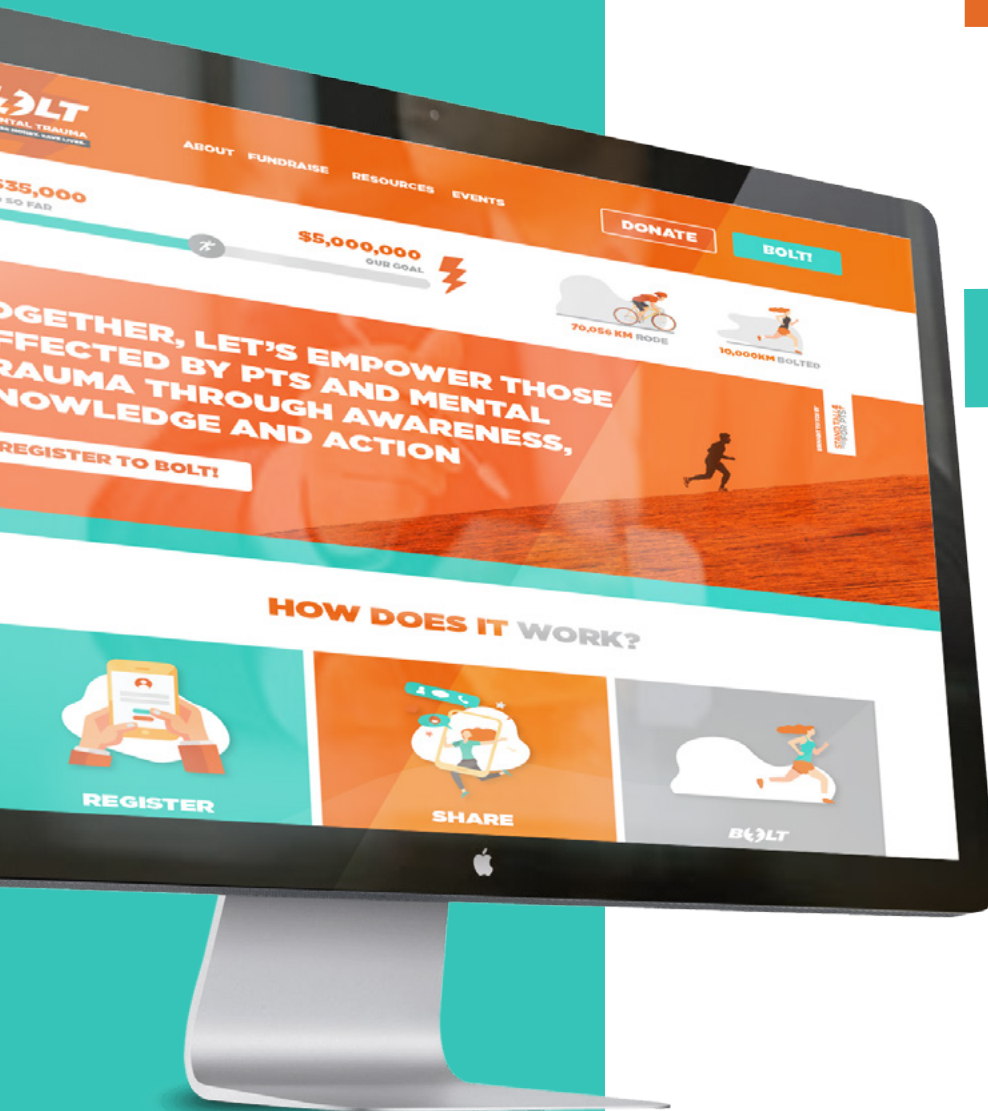 LT
NTAL TRAUMA
ABOUT FUNDRAISE RESOURCES EVENTS
DONATE
BOLT!
35,000
SO FAR
$5,000,000
OUR GOAL
70,056 KM RODE
10,000KM BOLTED
OGETHER, LET'S EMPOWER THOSE
FFECTED BY PTS AND MENTAL
RAUMA THROUGH AWARENESS,
NOWLEDGE AND ACTION
REGISTER TO BOLT!
HOW DOES IT WORK?
REGISTER
SHARE
BOLT